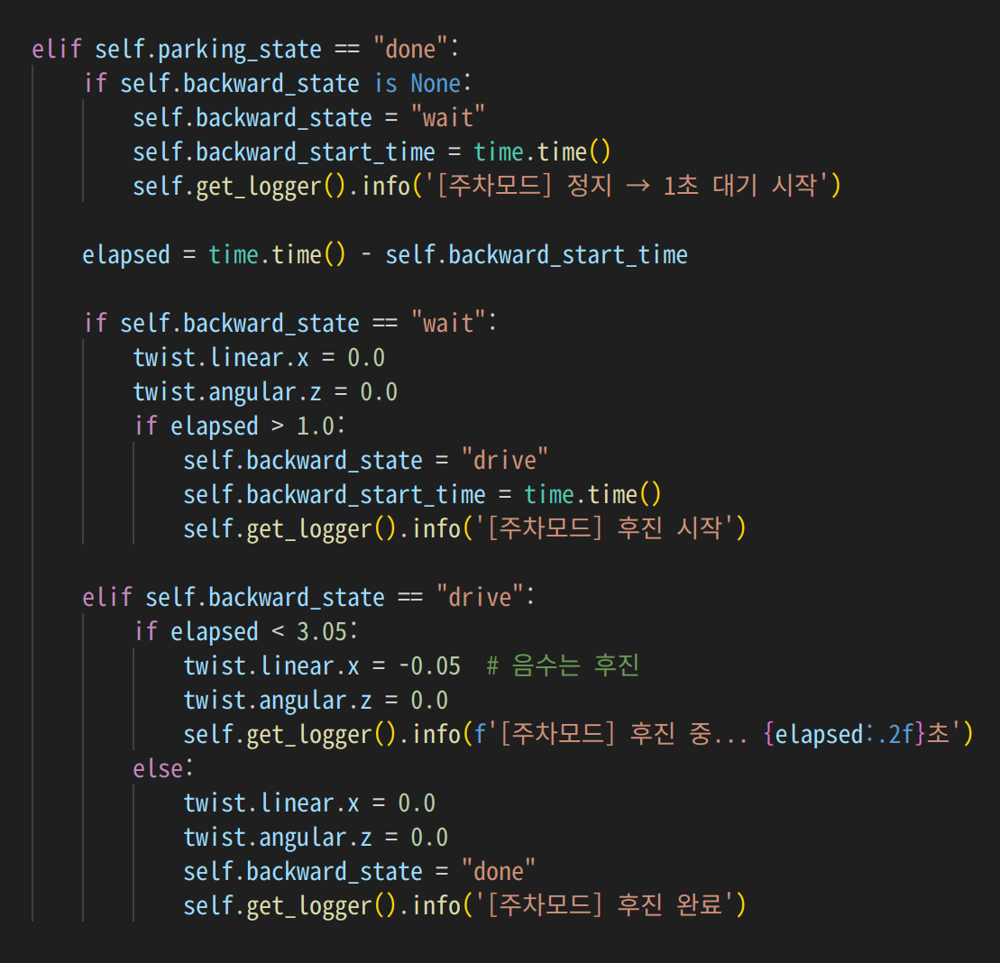 elif self.parking_state == "done":
    if self.backward_state is None:
        self.backward_state = "wait"
        self.backward_start_time = time.time()
        self.get_logger().info('[주차모드] 정지 → 1초 대기 시작')

    elapsed = time.time() - self.backward_start_time

    if self.backward_state == "wait":
        twist.linear.x = 0.0
        twist.angular.z = 0.0
        if elapsed > 1.0:
            self.backward_state = "drive"
            self.backward_start_time = time.time()
            self.get_logger().info('[주차모드] 후진 시작')

    elif self.backward_state == "drive":
        if elapsed < 3.05:
            twist.linear.x = -0.05  # 음수는 후진
            twist.angular.z = 0.0
            self.get_logger().info(f'[주차모드] 후진 중... {elapsed:.2f}초')
        else:
            twist.linear.x = 0.0
            twist.angular.z = 0.0
            self.backward_state = "done"
            self.get_logger().info('[주차모드] 후진 완료')